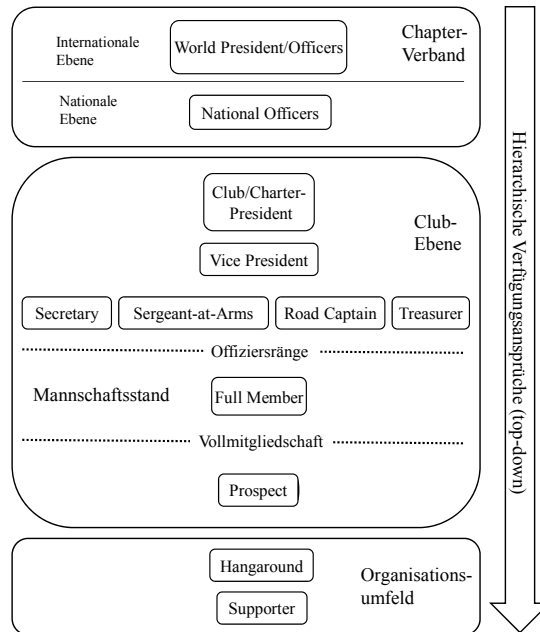 Internationale
Ebene
World President/Officers
Chapter-
Verband
Nationale
Ebene
National Officers
Club/Charter-
President
Club-
Ebene
Vice President
Secretary
Sergeant-at-Arms
Road Captain
Treasurer
Offiziersränge
Mannschaftsstand
Full Member
Vollmitgliedschaft
Prospect
Hangaround
Organisations-
umfeld
Supporter
Hierarchische Verfügungsansprüche (top-down)